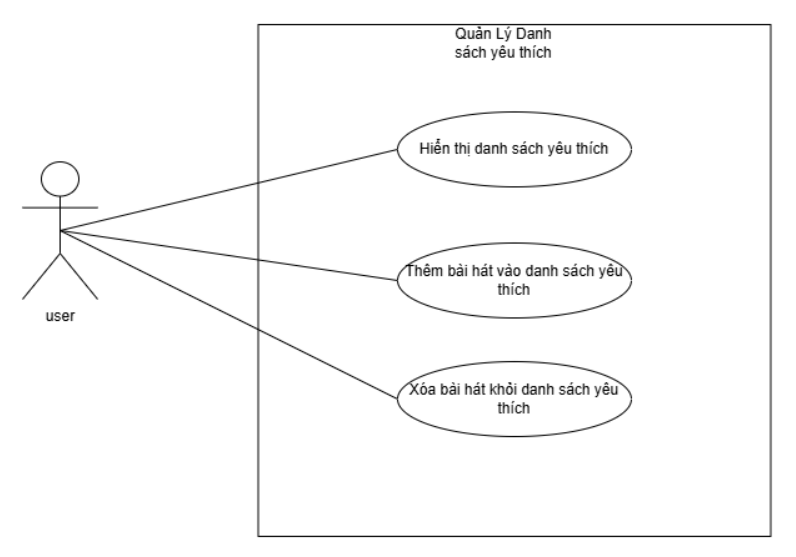 Quản Lý Danh
sách yêu thích
Hiển thị danh sách yêu thích
Thêm bài hát vào danh sách yêu
thích
Xóa bài hát khỏi danh sách yêu
thích
user